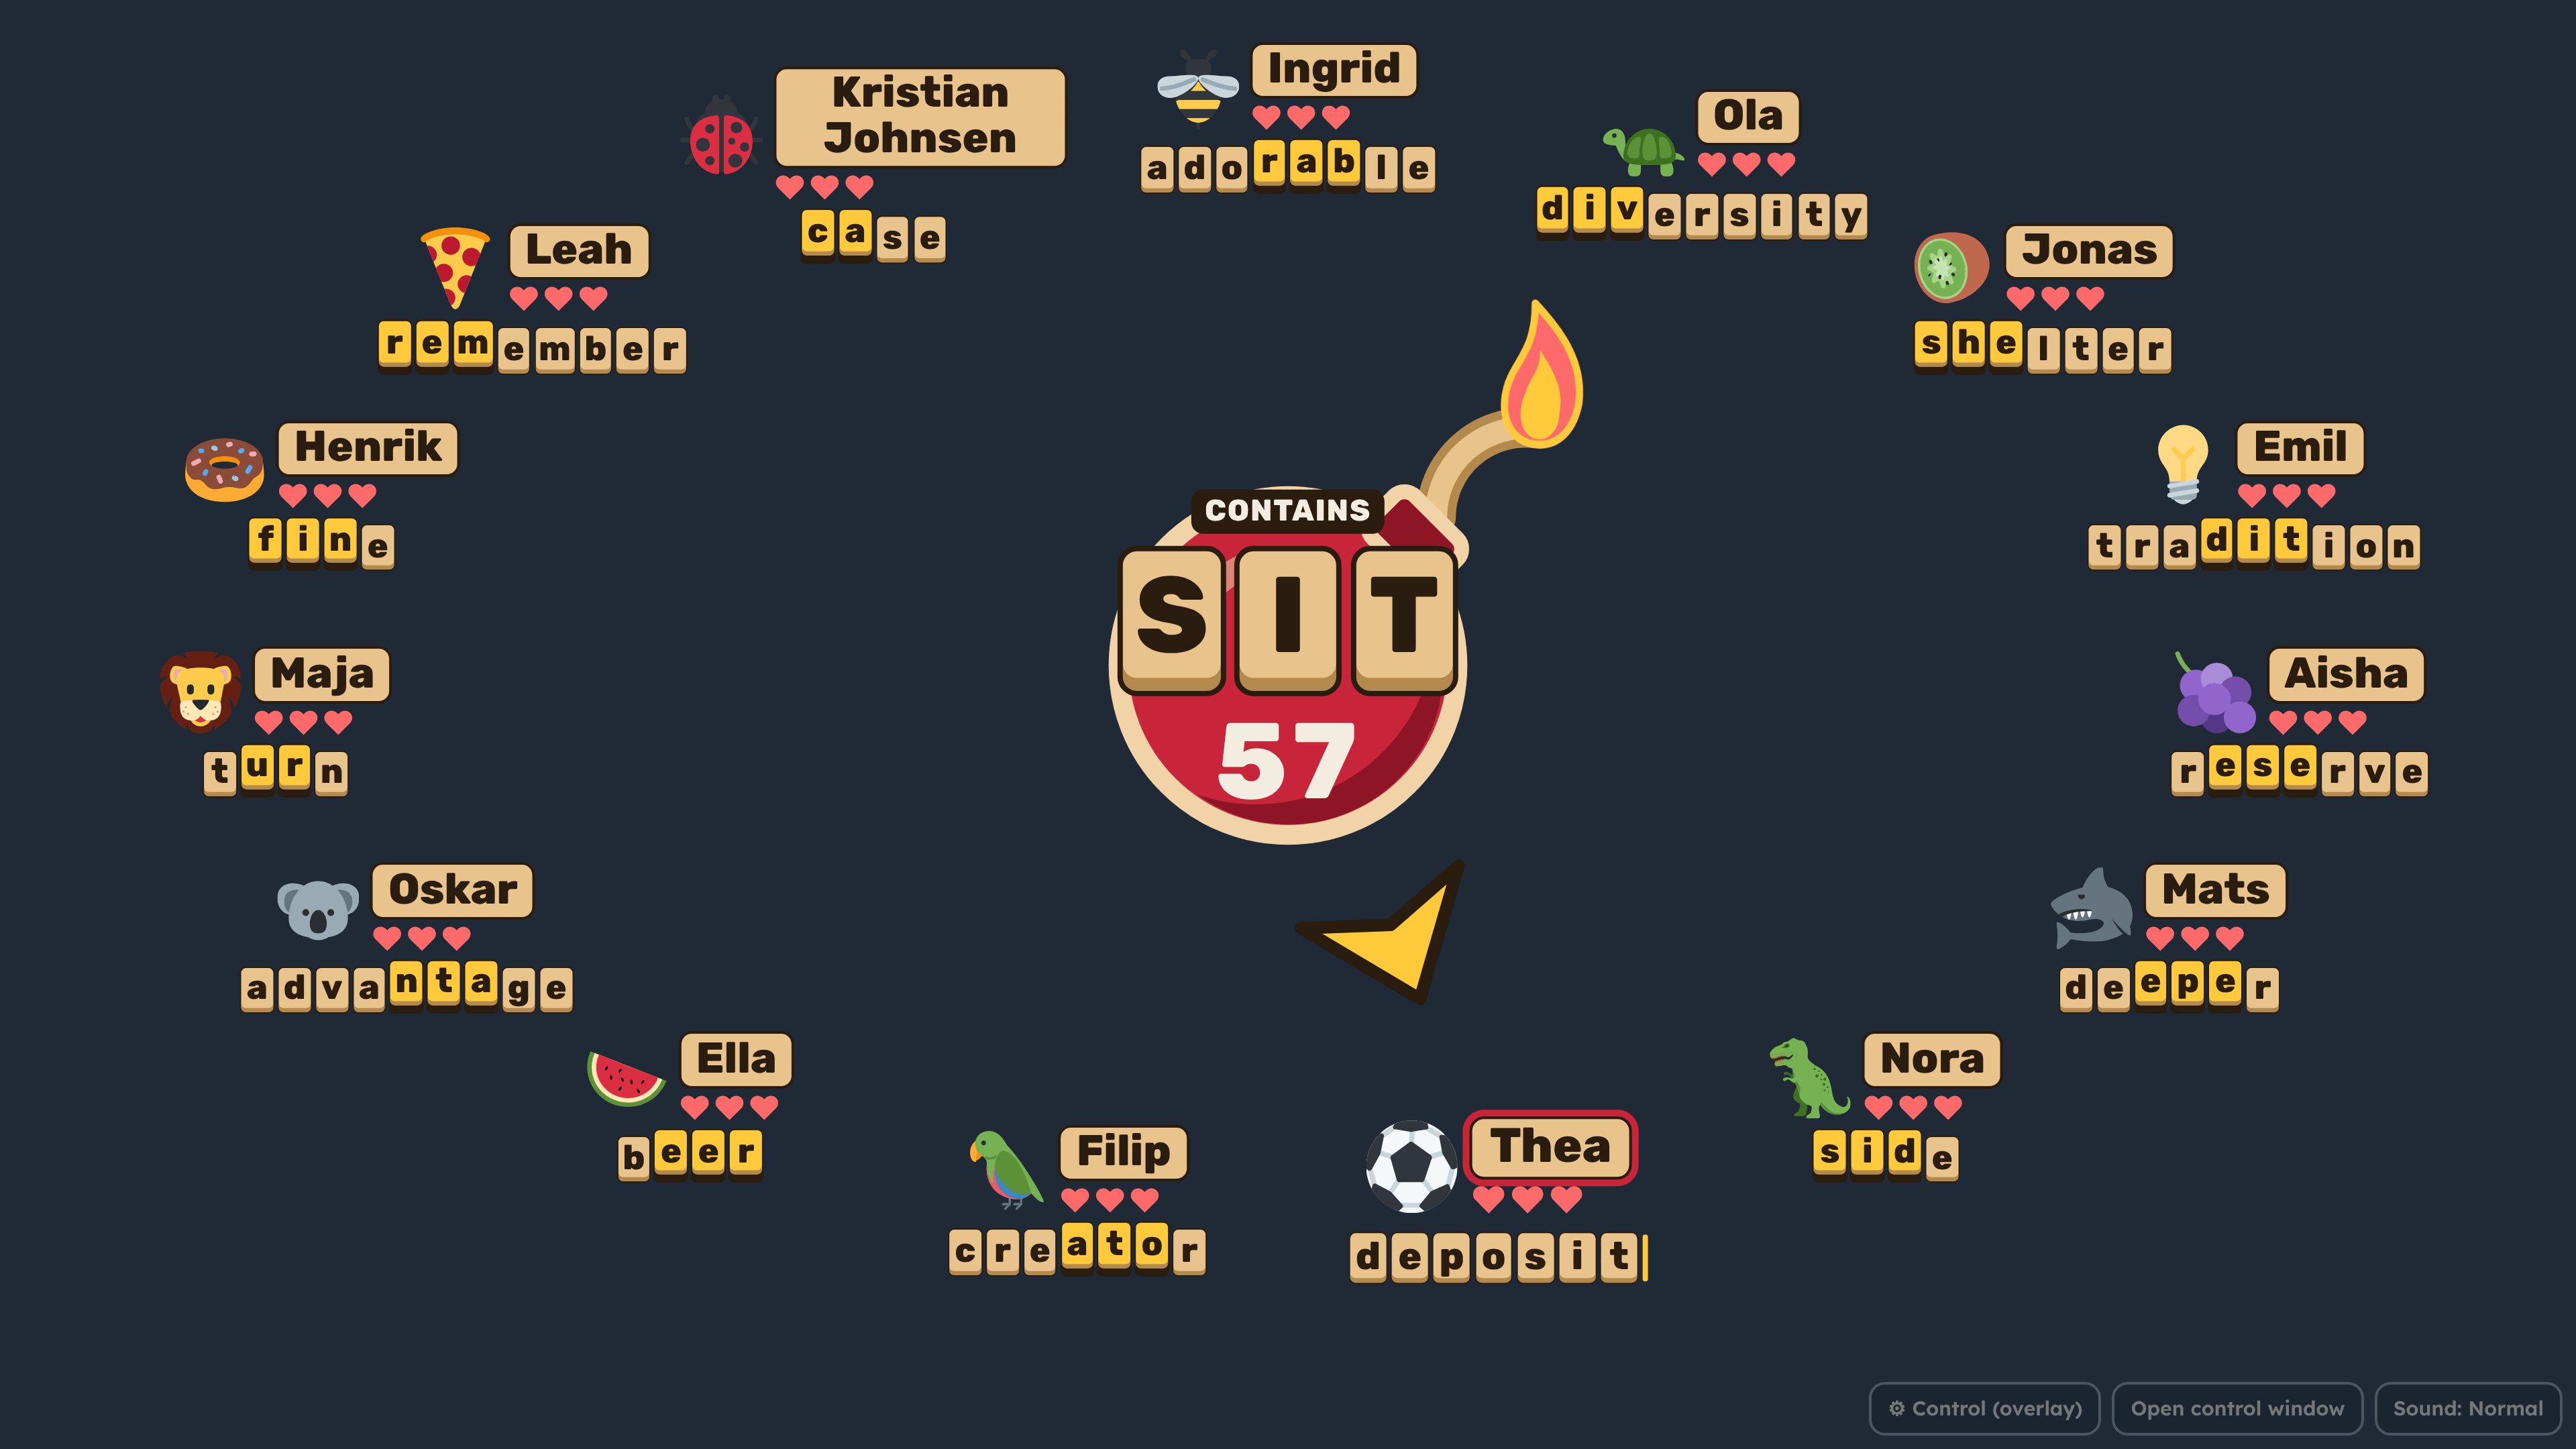 Kristian
Johnsen
case
Ingrid
adorable
Ola
diversity
Leah
remember
Jonas
shelter
Henrik
fine
Emil
tradition
CONTAINS
SIT
57
Maja
turn
Aisha
reserve
Oskar
advantage
Mats
deeper
Ella
beer
Nora
side
Filip
creator
Thea
deposit
⚙ Control (overlay)
Open control window
Sound: Normal